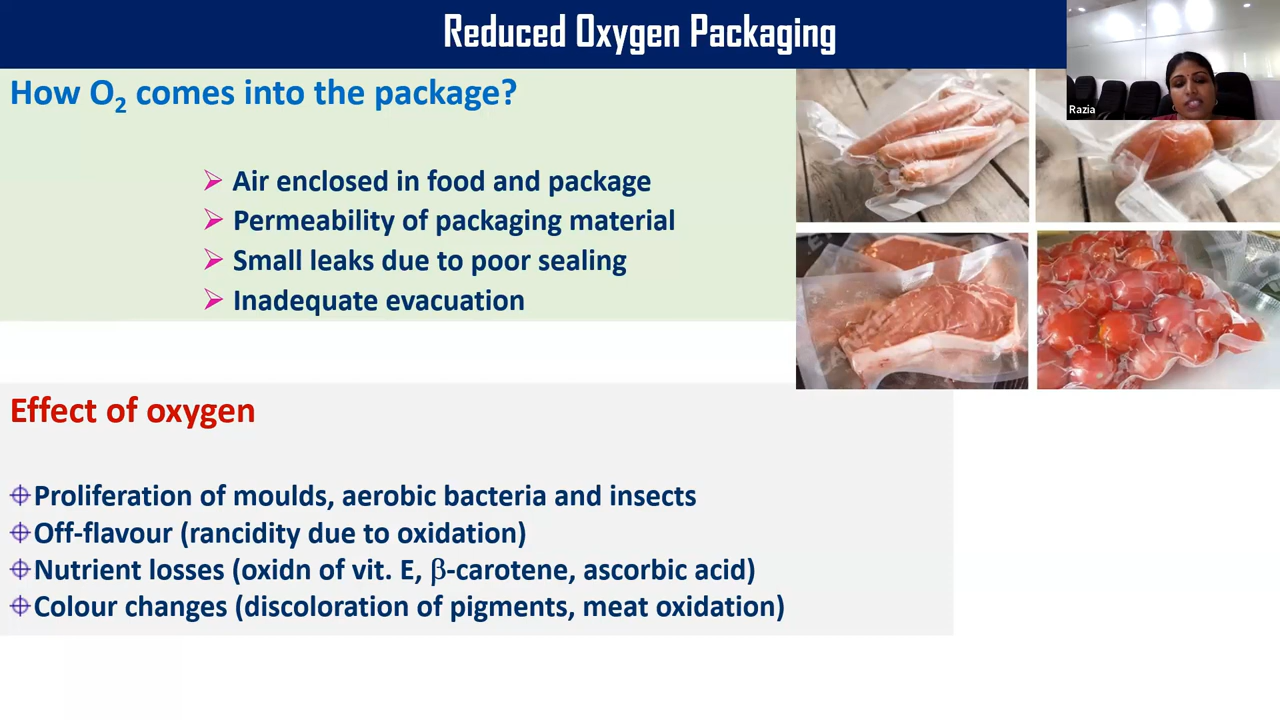 Reduced Oxygen Packaging
Razia
How O₂ comes into the package?
➢ Air enclosed in food and package
➢ Permeability of packaging material
➢ Small leaks due to poor sealing
➢ Inadequate evacuation
Effect of oxygen
Proliferation of moulds, aerobic bacteria and insects
Off-flavour (rancidity due to oxidation)
Nutrient losses (oxidn of vit. E, β-carotene, ascorbic acid)
Colour changes (discoloration of pigments, meat oxidation)